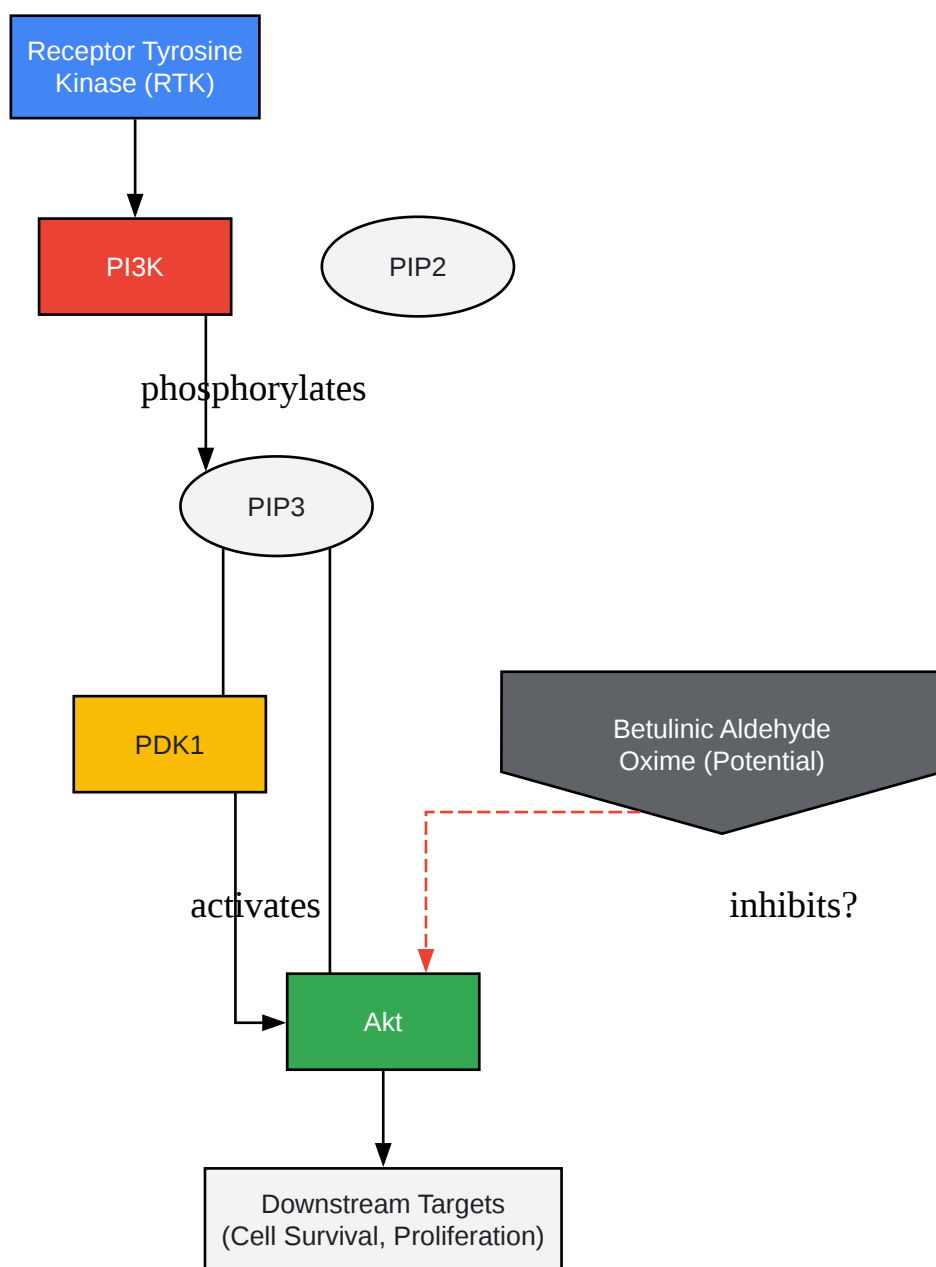 Receptor Tyrosine
Kinase (RTK)
PI3K
PIP2
phosphorylates
PIP3
PDK1
Betulinic Aldehyde
Oxime (Potential)
activates
inhibits?
Akt
Downstream Targets
(Cell Survival, Proliferation)